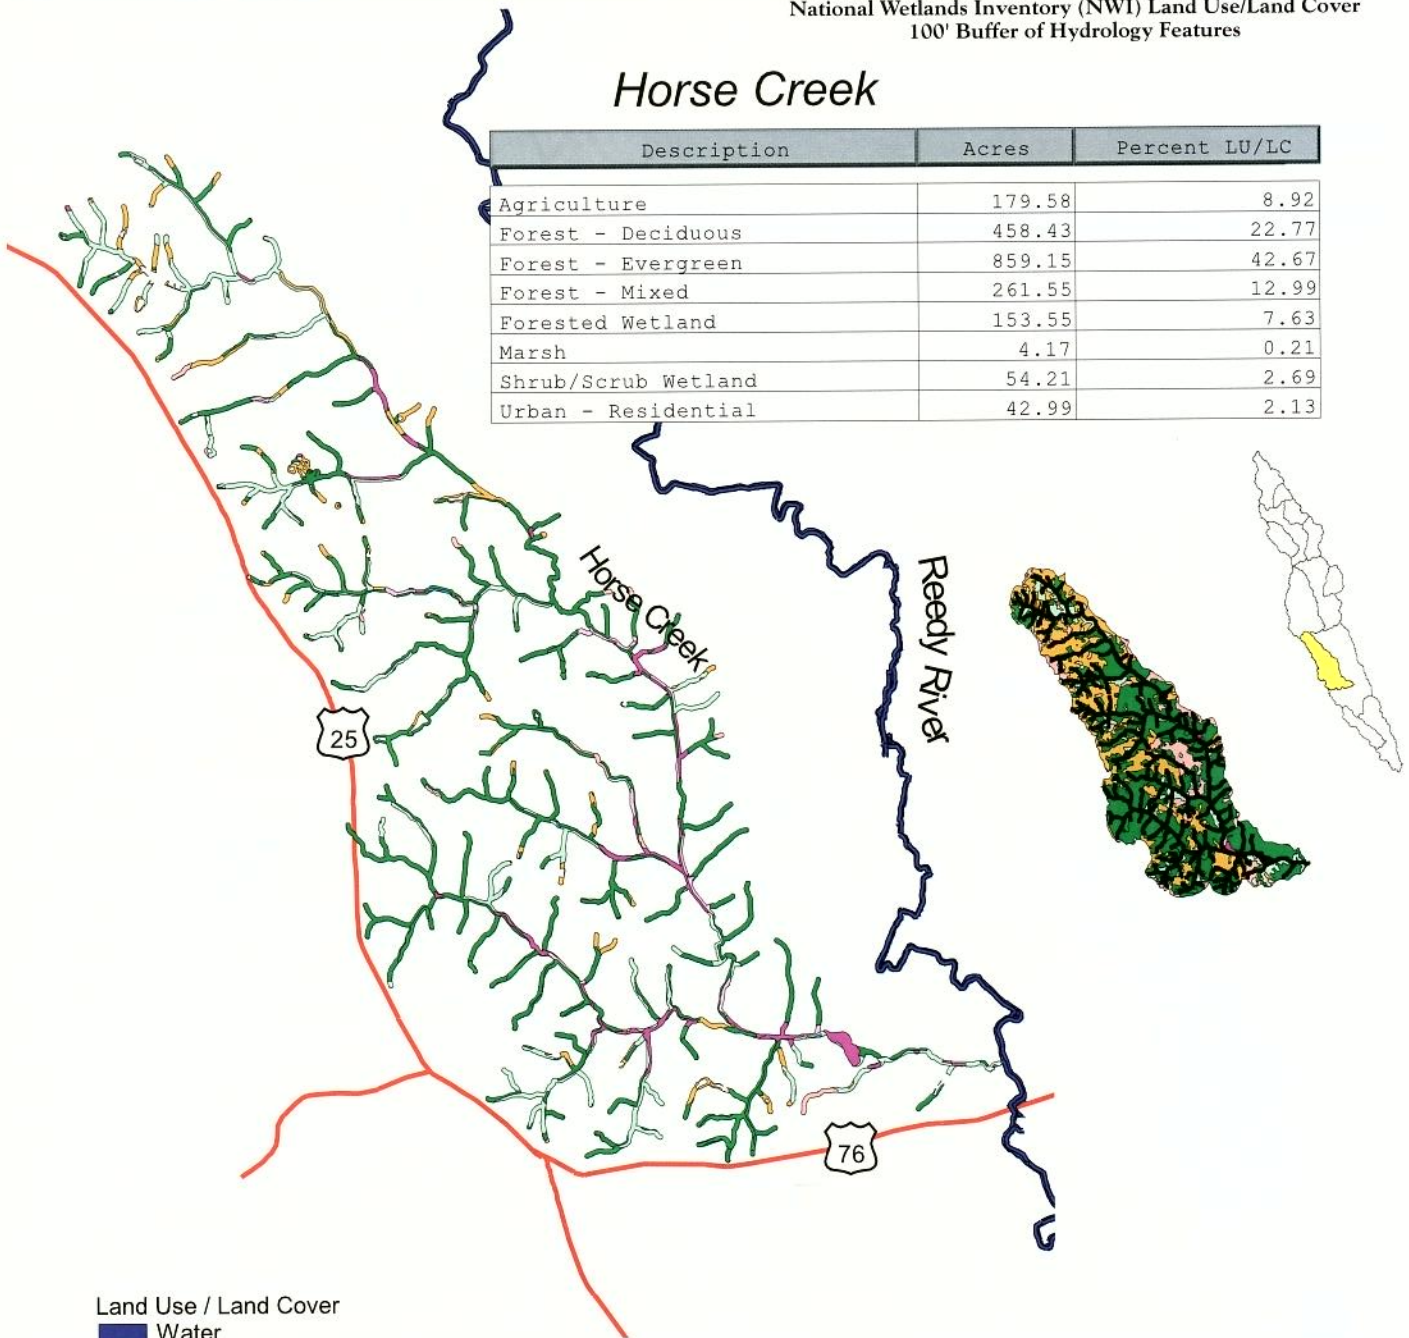 National Wetlands Inventory (NWI) Land Use/Land Cover
100' Buffer of Hydrology Features
Horse Creek
Description Acres Percent LU/LC
Agriculture 179.58 8.92
Forest - Deciduous 458.43 22.77
Forest - Evergreen 859.15 42.67
Forest - Mixed 261.55 12.99
Forested Wetland 153.55 7.63
Marsh 4.17 0.21
Shrub/Scrub Wetland 54.21 2.69
Urban - Residential 42.99 2.13
Horse Creek
Reedy River
25
76
Land Use / Land Cover
Water